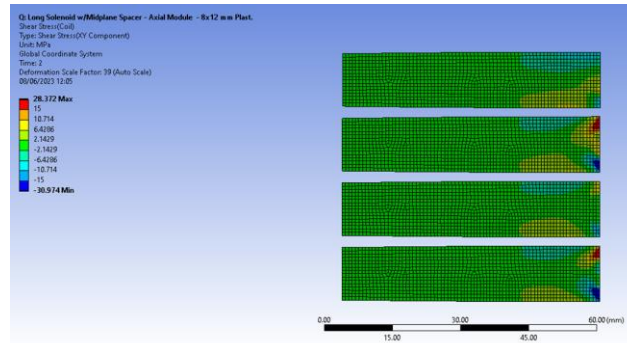 Q: Long Solenoid w/Midplane Spacer - Axial Module - 8x12 mm Plast.
Shear Stress(Coil)
Type: Shear Stress(XY Component)
Unit: MPa
Global Coordinate System
Time: 2
Deformation Scale Factor: 39 (Auto Scale)
08/06/2023 12:05
28.372 Max
15
10.714
6.4286
2.1429
-2.1429
-6.4286
-10.714
-15
-30.974 Min
0.00 30.00 60.00 (mm)
15.00 45.00